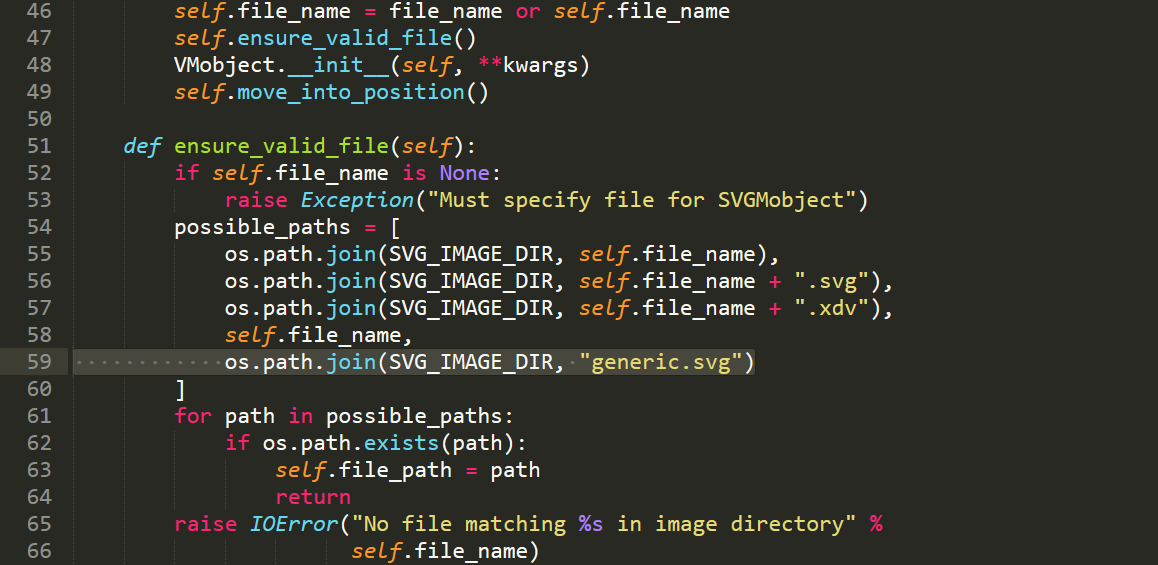 46 self.file_name = file_name or self.file_name
47 self.ensure_valid_file()
48 VMobject.__init__(self, **kwargs)
49 self.move_into_position()
50
51 def ensure_valid_file(self):
52 if self.file_name is None:
53 raise Exception("Must specify file for SVGMobject")
54 possible_paths = [
55 os.path.join(SVG_IMAGE_DIR, self.file_name),
56 os.path.join(SVG_IMAGE_DIR, self.file_name + ".svg"),
57 os.path.join(SVG_IMAGE_DIR, self.file_name + ".xdv"),
58 self.file_name,
59 os.path.join(SVG_IMAGE_DIR, "generic.svg")
60 ]
61 for path in possible_paths:
62 if os.path.exists(path):
63 self.file_path = path
64 return
65 raise IOError("No file matching %s in image directory" %
66 self.file_name)